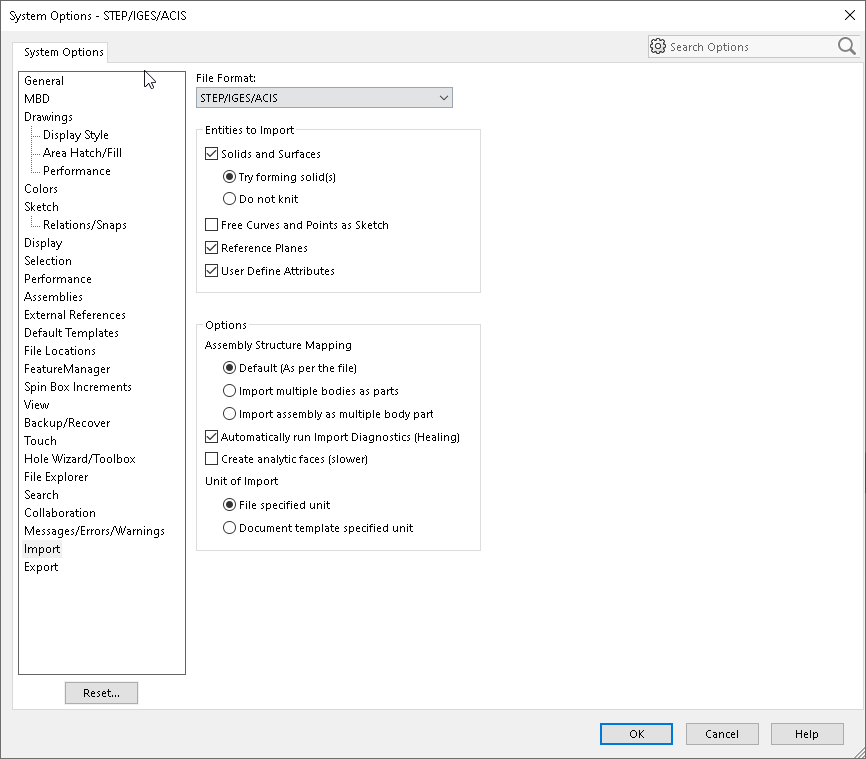 System Options - STEP/IGES/ACIS
System Options
Search Options
General
MBD
Drawings
Display Style
Area Hatch/Fill
Performance
Colors
Sketch
Relations/Snaps
Display
Selection
Performance
Assemblies
External References
Default Templates
File Locations
FeatureManager
Spin Box Increments
View
Backup/Recover
Touch
Hole Wizard/Toolbox
File Explorer
Search
Collaboration
Messages/Errors/Warnings
Import
Export
Reset...
File Format:
STEP/IGES/ACIS
Entities to Import
Solids and Surfaces
Try forming solid(s)
Do not knit
Free Curves and Points as Sketch
Reference Planes
User Define Attributes
Options
Assembly Structure Mapping
Default (As per the file)
Import multiple bodies as parts
Import assembly as multiple body part
Automatically run Import Diagnostics (Healing)
Create analytic faces (slower)
Unit of Import
File specified unit
Document template specified unit
OK
Cancel
Help